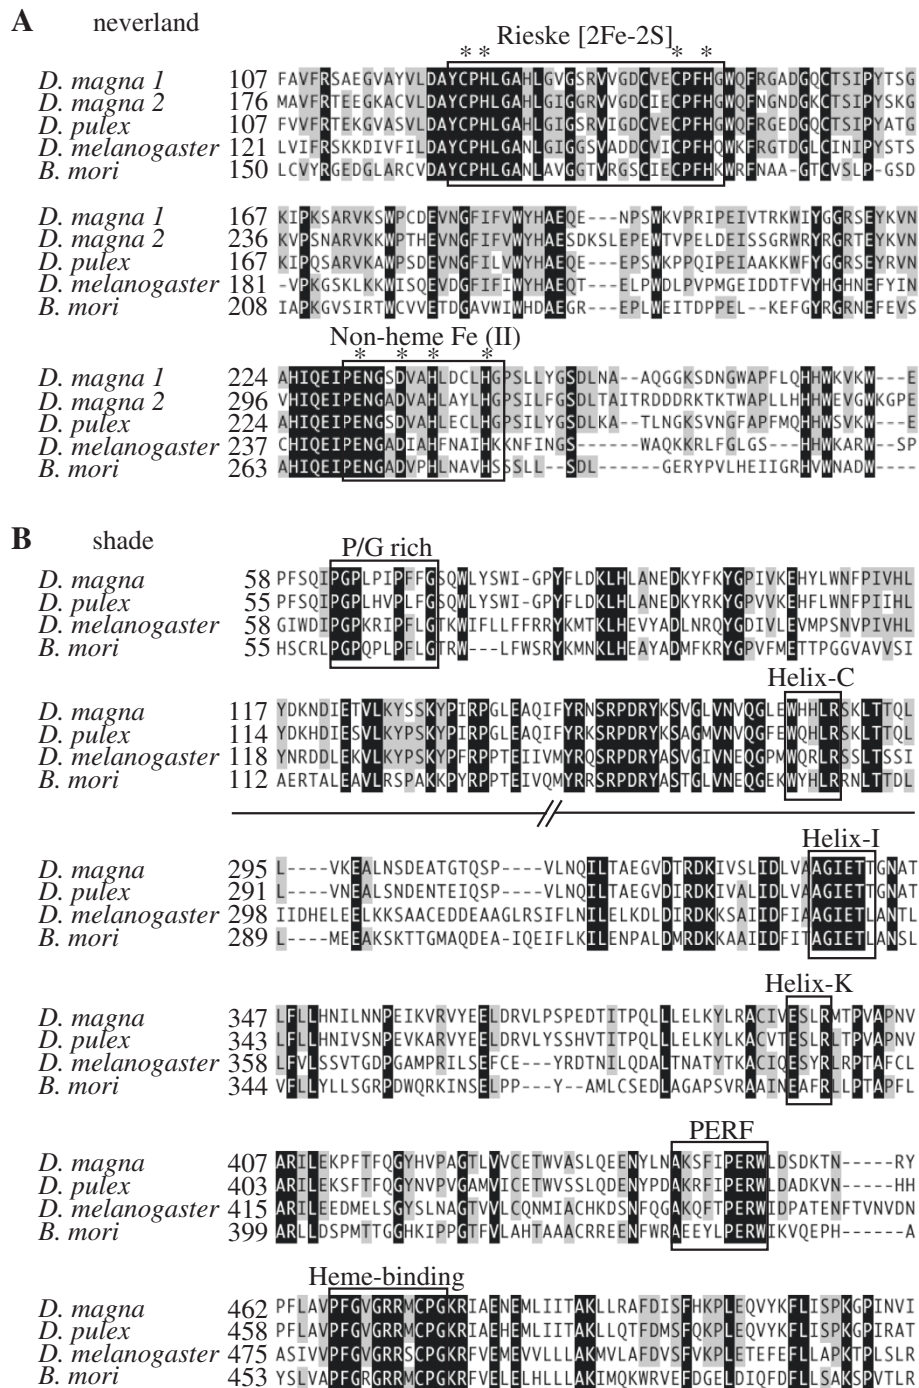 A neverland
Rieske [2Fe-2S]
* * * *
D. magna 1 107 FAVFRSAEGVAYVLDAYCPHLGAHLGVGSRVVGDCVECPFHGWQFRGADGQCTSIPYTSG
D. magna 2 176 MAVFRTEEGKACVLDAYCPHLGAHLGIGGRVVGDCIECPFHGWQFNGNDGKCTSIPYSKG
D. pulex 107 FVVFRTEKGVASVLDAYCPHLGAHLGIGSRVIGDCVECPFHQWQFRGEDGQCTSIPYATG
D. melanogaster 121 LVIFRSKKDIVFILDAYCPHLGANLGIGGSVADDCVICPFHQWKFRGTDGLCINIPYSTS
B. mori 150 LCVYRGEDGLARCVDAYCPHLGANLAVGGTVRGSCIECPFHKWRFNAA-GTCVSLP-GSD
D. magna 1 167 KIPKSARVKSWPCDEVNGFIFVWYHAEQE---NPSWKVPRIPEIVTRKWIYGGRSEYKVN
D. magna 2 236 KVPSNARVKKWPTHEVNGFIFVWYHAESDKSLEPEWTVPELDEISSGRWRYRGRTEYKVN
D. pulex 167 KIPQSARVKAWPSDEVNGFILVWYHAEQE---EPSWKPPQIPEIAAKKWFYGGRSEYRVN
D. melanogaster 181 -VPKGSKLKKWISQEVDGFIFIWYHAEQT---ELPWDLPVPMGEIDDTFVYHGHNEFYIN
B. mori 208 IAPKGVSIRTWCVVETDGAVWIWHDAEGR---EPLWEITDPPEL--KEFGYRGRNEFEVS
Non-heme Fe (II)
* * * *
D. magna 1 224 AHIQEIPENGSDVAHLDCLHGPSLLYGSDLNA--AQGGKSDNGWAPFLQHHWKVKW---E
D. magna 2 296 VHIQEIPENGADVAHLAYLHGPSILFGSDLTAITRDDDRKTKTWAPLLHHHWEVGWKGPE
D. pulex 224 AHIQEIPENGSDVAHLECLHGPSILYGSDLKA--TLNGKSVNGFAPFMQHHWSVKW---E
D. melanogaster 237 CHIQEIPENGADIAHFNAIHKKNFINGS-------WAQKKRLFGLGS---HHWKARW--SP
B. mori 263 AHIQEIPENGADVPHLNAVHSSSLL--SDL------GERYPVLHEIIGRHVWNADW----
B shade
P/G rich
D. magna 58 PFSQIPGPLPIPFFGSQWLYSWI-GPYFLDKLHLANEDKYFKYGPIVKEHYLWNFPIVHL
D. pulex 55 PFSQIPGPLHVPLFGSQWLYSWI-GPYFLDKLHLANEDKYRKYGPVVKEHFLWNFPIIHL
D. melanogaster 58 GIWDIPGPKRIPFLGTKWIFLLFFRRYKMTKLHEVYADLNRQYGDIVLEVMPSNVPIVHL
B. mori 55 HSCRLPGPQPLPFLGTRW---LFWSRYKMNKLHEAYADMFKRYGPVFMETTPGGVAVVSI
Helix-C
D. magna 117 YDKNDIETVLKYSSKYPIRPGLEAQIFYRNSRPDRYKSVGLVNVQGLEWHHLRSKLTTQL
D. pulex 114 YDKHDIESVLKYPSKYPIRPGLEAQIFYRKSRPDRYKSAGMVNVQGFEWQHLRSKLTTQL
D. melanogaster 118 YNRDDLEKVLKYPSKYPFRPPTEIIVMYRQSRPDRYASVGIVNEQGPMWQRLRSSLTSSI
B. mori 112 AERTALEAVLRSPAKKPYRPPTEIVQMYRRSRPDRYASTGLVNEQGEKWYHLRRNLTTDL
Helix-I
D. magna 295 L----VKEALNSDEATGTQSP----VLNQILTAEGVDTRDKIVSLIDLVAAGIETTGNAT
D. pulex 291 L----VNEALSNDENTEIQSP----VLNQILTAEGVDIRDKIVALIDLVAAGIETTGNAT
D. melanogaster 298 IIDHELEELKKSAACEDDEAAGLRSIFLNILELKDLDIRDKKSAIIDFIAAGIETLANTL
B. mori 289 L----MEEAKSKTTGMAQDEA-IQEIFLKILENPALDMRDKKAAIIDFITAGIETLANSL
Helix-K
D. magna 347 LFLLHNILNNPEIKVRVYEELDRVLPSPEDTITPQLLLELKYLRACIVESLRMTPVAPNV
D. pulex 343 LFLLHNIVSNPEVKARVYEELDRVLYSSHVTITPQLLLELKYLKACVTESLRLTPVAPNV
D. melanogaster 358 LFVLSSVTGDPGAMPRILSEFCE---YRDTNILQDALTNATYTKACIQESYRLRPTAFCL
B. mori 344 VFLLYLLSGRPDWQRKINSELPP---Y--AMLCSEDLAGAPSVRAAINEAFRLLPTAPFL
PERF
D. magna 407 ARILEKPFTFQGYHVPAGTLVVCETWVASLQEENYLNAKSFIPERWLDSDKTN-----RY
D. pulex 403 ARILEKSFTFQGYNVPVGAMVICETWVSSLQDENYPDAKRFIPERWLDADKVN-----HH
D. melanogaster 415 ARILEEDMELSGYSLNAGTVVLCQNMIACHKDSNFQGAKQFTPERWIDPATENFTVNVDN
B. mori 399 ARLLDSPMTTGGHKIPPGTFVLAHTAAACRREENFWRAEEYLPERWIKVQEPH------A
Heme-binding
D. magna 462 PFLAVPFGVGRRMCPGKRIAENEMLIITAKLLRAFDISFHKPLEQVYKFLISPKGPINVI
D. pulex 458 PFLAVPFGVGRRMCPGKRIAEHEMLIITAKLLQTFDMSFQKPLEQVYKFLISPKGPIRAT
D. melanogaster 475 ASIVVPFGVGRRSCPGKRFVEMEVVLLLAKMVLAFDVSFVKPLETEFEFLLAPKTPLSLR
B. mori 453 YSLVAPFGRGRRMCPGKRFVELELHLLLAKIMQKWRVEFDGELDIQFDFLLSAKSPVTLR